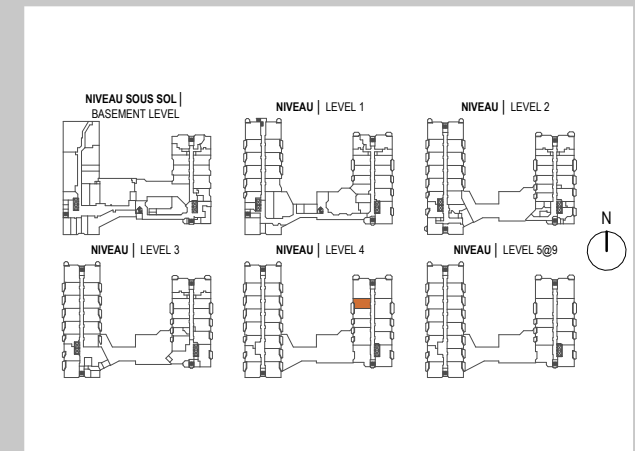 NIVEAU SOUS SOL |
BASEMENT LEVEL
NIVEAU | LEVEL 1
NIVEAU | LEVEL 2
N
NIVEAU | LEVEL 3
NIVEAU | LEVEL 4
NIVEAU | LEVEL 5@9